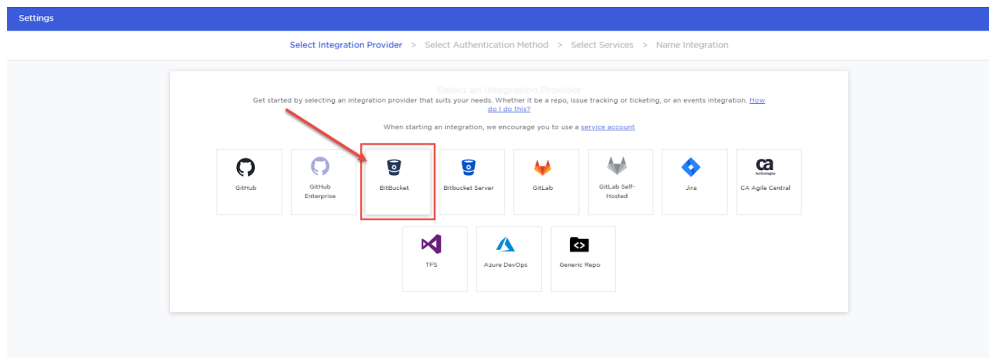 Settings
Select Integration Provider > Select Authentication Method > Select Services > Name Integration
Select an Integration Provider
Get started by selecting an integration provider that suits your needs. Whether it be a repo, issue tracking or ticketing, or an events integration. How
do I do this?
When starting an integration, we encourage you to use a service account
GitHub
GitHub
Enterprise
BitBucket
Bitbucket Server
GitLab
GitLab Self-
Hosted
Jira
ca
technologies
CA Agile Central
TFS
Azure DevOps
Generic Repo